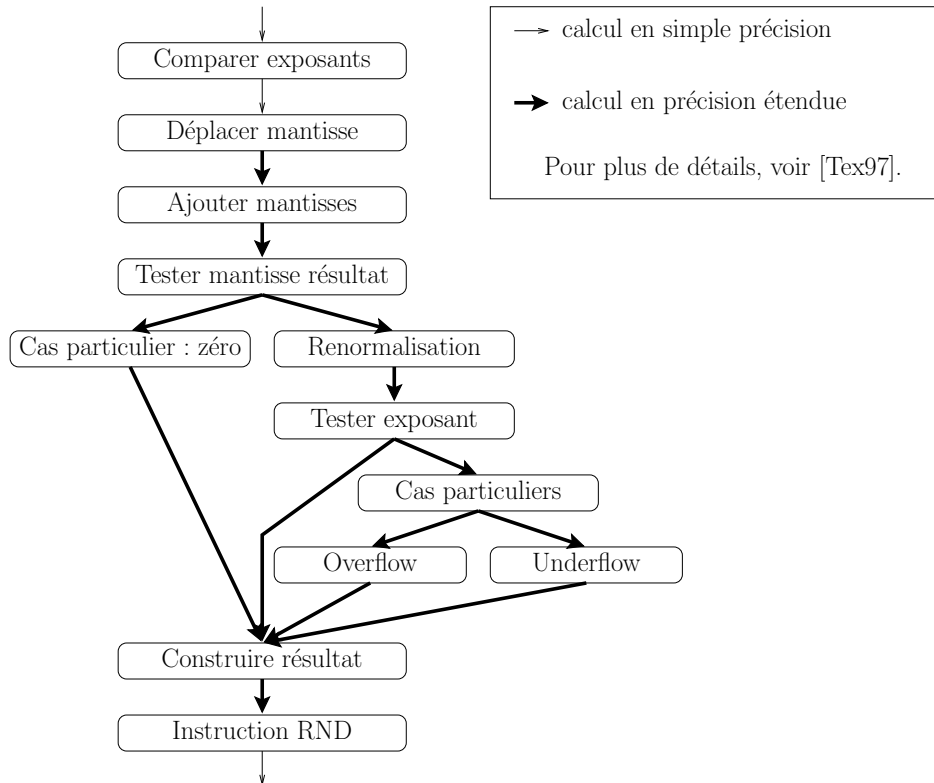 Comparer exposants
Déplacer mantisse
Ajouter mantisses
Tester mantisse résultat
Cas particulier : zéro
Renormalisation
Tester exposant
Cas particuliers
Overflow
Underflow
Construire résultat
Instruction RND
calcul en simple précision
calcul en précision étendue
Pour plus de détails, voir [Tex97].